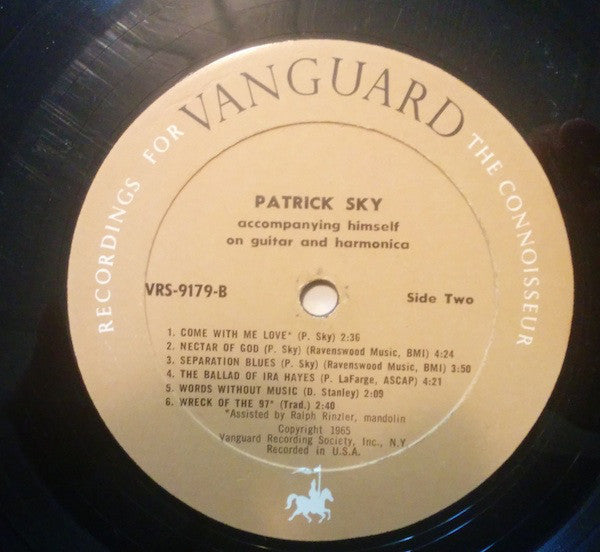 RECORDINGS FOR VANGUARD THE CONNOISSEUR
PATRICK SKY
accompanying himself
on guitar and harmonica
VRS-9179-B
Side Two
1. COME WITH ME LOVE* (P. Sky) 2:36
2. NECTAR OF GOD (P. Sky) (Ravenswood Music, BMI) 4:24
3. SEPARATION BLUES (P. Sky) (Ravenswood Music, BMI) 3:50
4. THE BALLAD OF IRA HAYES (P. LaFarge, ASCAP) 4:21
5. WORDS WITHOUT MUSIC (D. Stanley) 2:09
6. WRECK OF THE 97* (Trad.) 2:40
*Assisted by Ralph Rinzler, mandolin
Copyright 1965
Vanguard Recording Society, Inc., N.Y
Recorded in U.S.A.